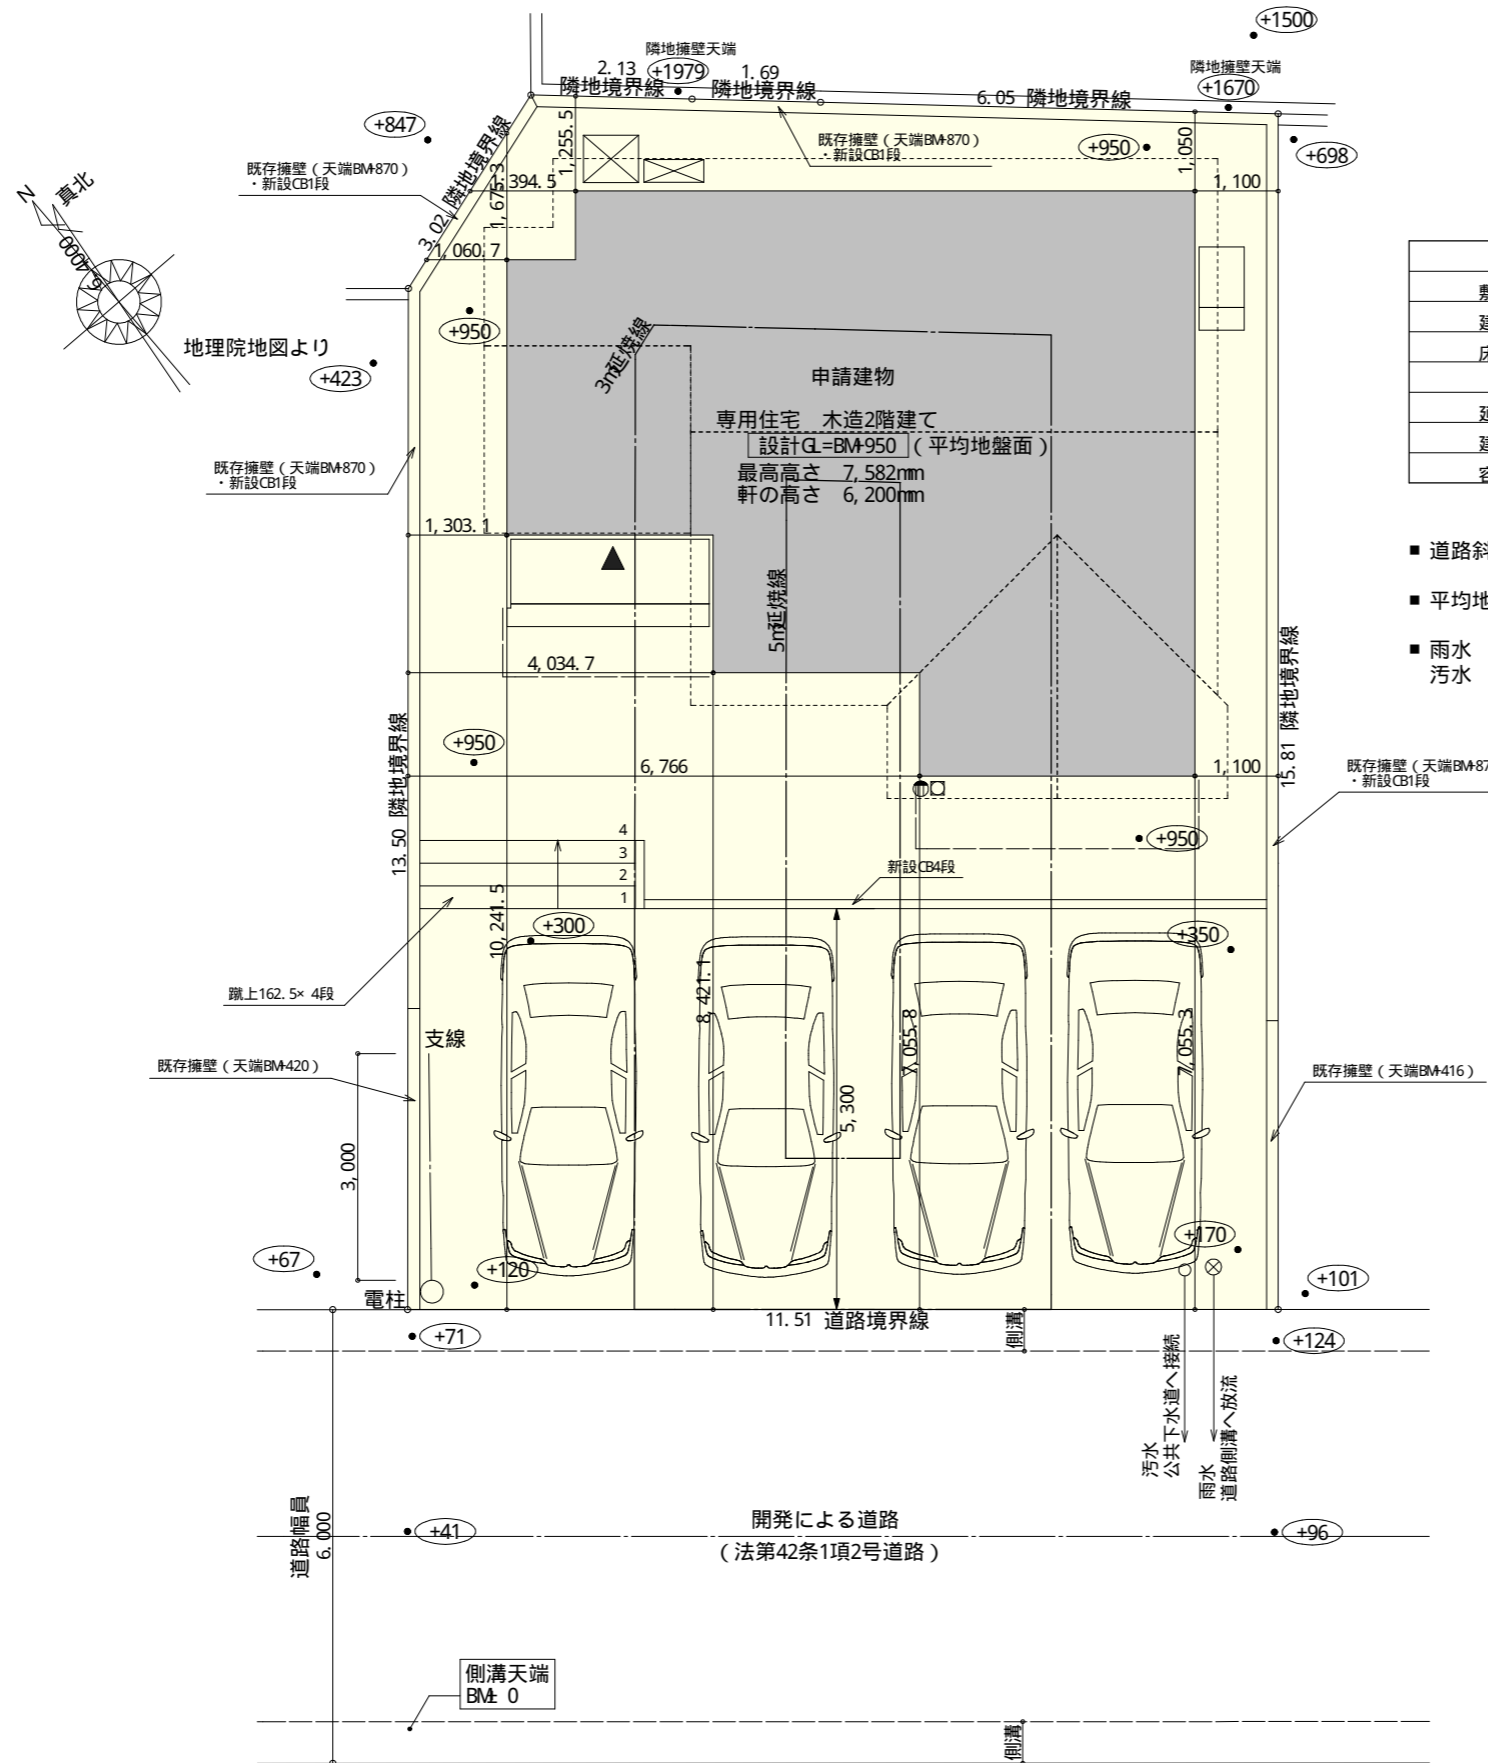 +1500
隣地擁壁天端
2.13
+1979
1.69
隣地擁壁天端
+1670
隣地境界線
隣地境界線
6.05 隣地境界線
+847
+698
既存擁壁(天端BM+870)
・新設CB1段
既存擁壁(天端BM+870)
・新設CB1段
+950
1,255.5
1,050
3.02 隣地境界線
1,675.3
394.5
1,100
1,060.7
N
真北
地理院地図より
+950
+423
3m延焼線
申請建物
専用住宅 木造2階建て
設計GL=BM+950(平均地盤面)
最高高さ 7,582mm
軒の高さ 6,200mm
既存擁壁(天端BM+870)
・新設CB1段
1,303.1
5m延焼線
4,034.7
■ 道路斜
■ 平均地
■ 雨水
汚水
13.50 隣地境界線
15.81 隣地境界線
+950
6,766
1,100
既存擁壁(天端BM+87
・新設CB1段
+950
4
3
2
1
新設CB4段
10,241.5
+300
+350
蹴上162.5×4段
8,421.1
7,055.8
7,055.3
支線
既存擁壁(天端BM+420)
既存擁壁(天端BM+416)
5,300
3,000
+67
+120
+170
+101
電柱
11.51 道路境界線
側溝
+71
+124
汚水
公共下水道へ接続
雨水
道路側溝へ放流
道路幅員
6.000
+41
開発による道路
(法第42条1項2号道路)
+96
側溝天端
BM±0
側溝